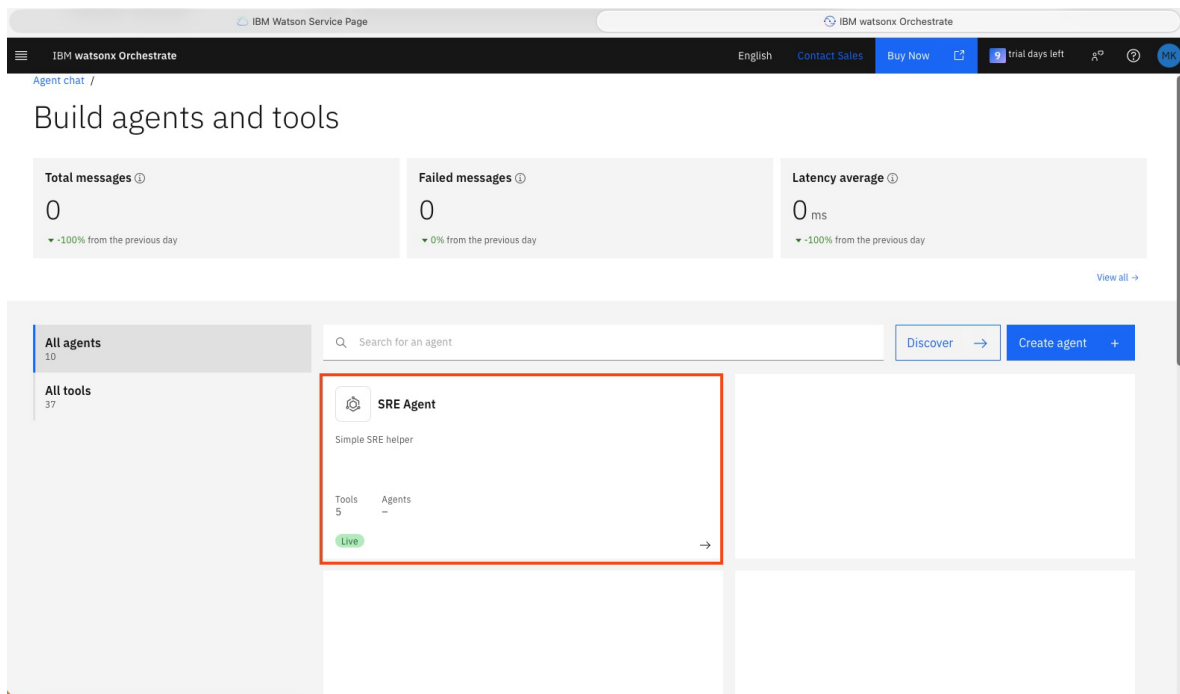 IBM Watson Service Page
IBM watsonx Orchestrate
IBM watsonx Orchestrate
English
Contact Sales
Buy Now
9 trial days left
MK
Agent chat /
Build agents and tools
Total messages
0
-100% from the previous day
Failed messages
0
0% from the previous day
Latency average
0 ms
-100% from the previous day
View all →
All agents
10
All tools
37
Search for an agent
Discover →
Create agent +
SRE Agent
Simple SRE helper
Tools Agents
5 –
Live →